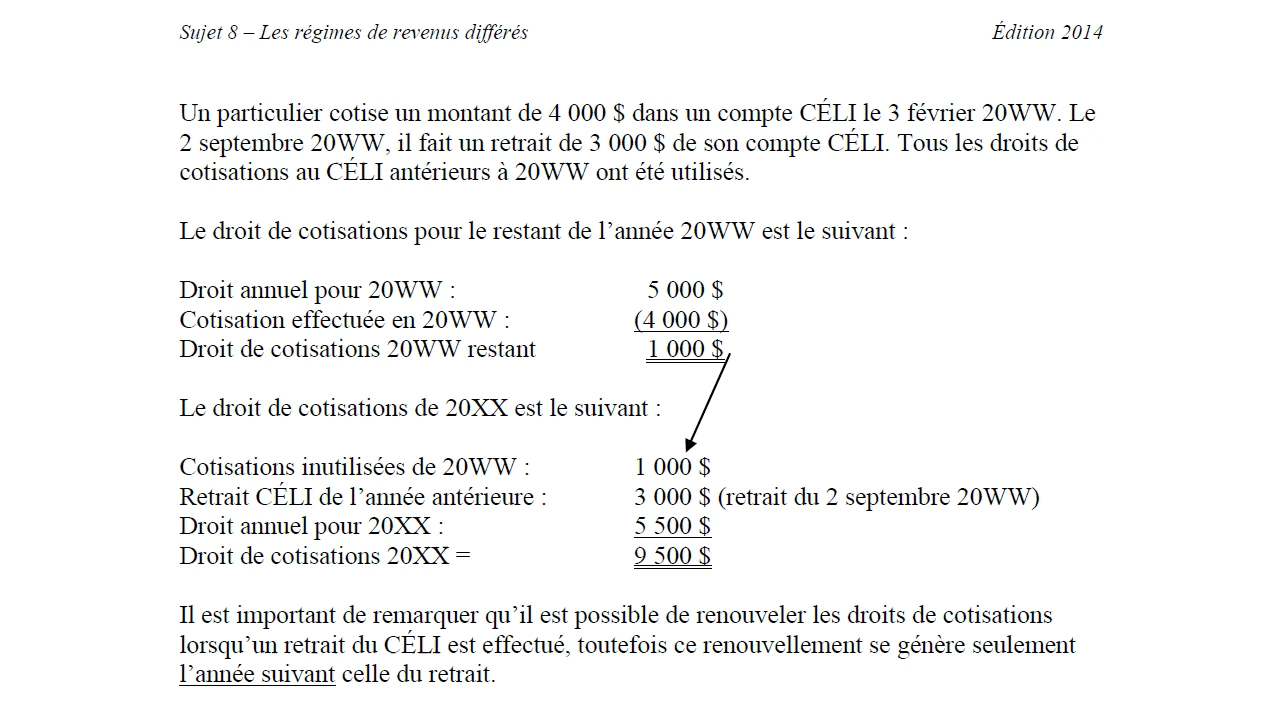 Sujet 8 – Les régimes de revenus différés Édition 2014
Un particulier cotise un montant de 4 000 $ dans un compte CÉLI le 3 février 20WW. Le
2 septembre 20WW, il fait un retrait de 3 000 $ de son compte CÉLI. Tous les droits de
cotisations au CÉLI antérieurs à 20WW ont été utilisés.
Le droit de cotisations pour le restant de l’année 20WW est le suivant :
Droit annuel pour 20WW : 5 000 $
Cotisation effectuée en 20WW : (4 000 $)
Droit de cotisations 20WW restant 1 000 $
Le droit de cotisations de 20XX est le suivant :
Cotisations inutilisées de 20WW : 1 000 $
Retrait CÉLI de l’année antérieure : 3 000 $ (retrait du 2 septembre 20WW)
Droit annuel pour 20XX : 5 500 $
Droit de cotisations 20XX = 9 500 $
Il est important de remarquer qu’il est possible de renouveler les droits de cotisations
lorsqu’un retrait du CÉLI est effectué, toutefois ce renouvellement se génère seulement
l’année suivant celle du retrait.